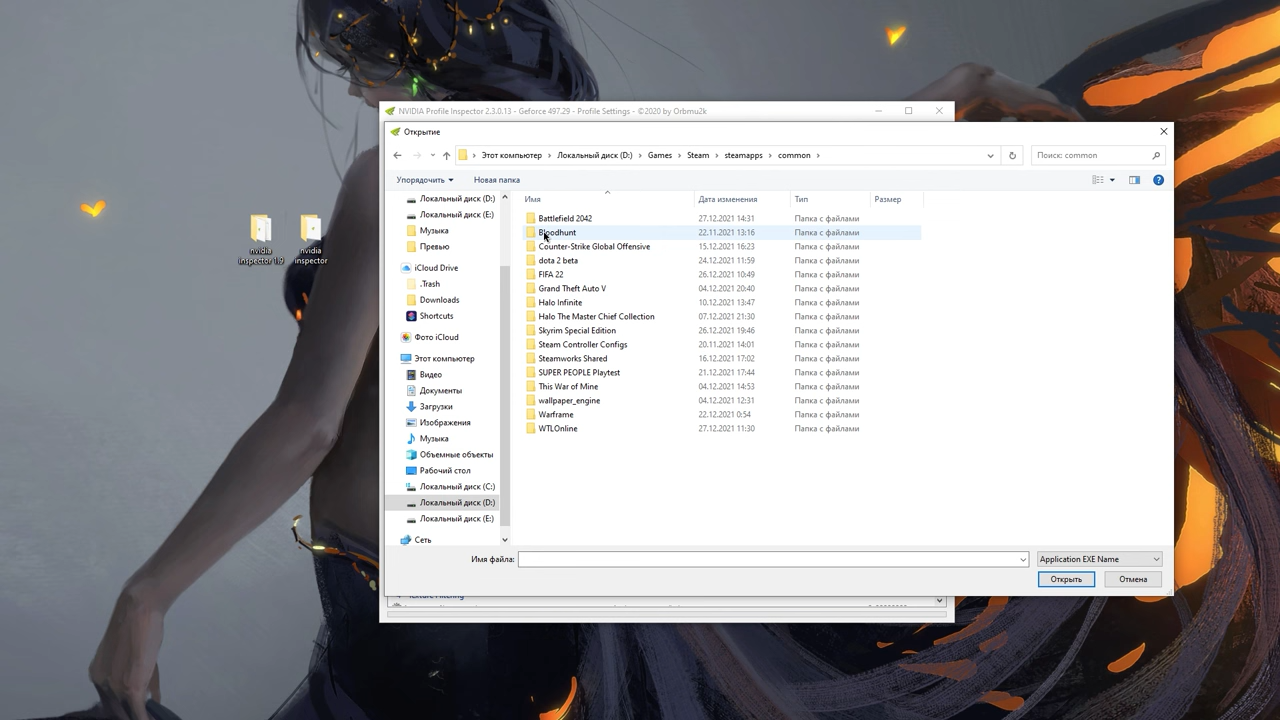 nvidia
inspector 1.9
nvidia
inspector
NVIDIA Profile Inspector 2.3.0.13 - Geforce 497.29 - Profile Settings - ©2020 by Orbmu2k
Открытие
Этот компьютер > Локальный диск (D:) > Games > Steam > steamapps > common >
Поиск: common
Упорядочить
Новая папка
Локальный диск (D:)
Локальный диск (E:)
Музыка
Превью
iCloud Drive
.Trash
Downloads
Shortcuts
Фото iCloud
Этот компьютер
Видео
Документы
Загрузки
Изображения
Музыка
Объемные объекты
Рабочий стол
Локальный диск (C:)
Локальный диск (D:)
Локальный диск (E:)
Сеть
Имя Дата изменения Тип Размер
Battlefield 2042 27.12.2021 14:31 Папка с файлами
Bloodhunt 22.11.2021 13:16 Папка с файлами
Counter-Strike Global Offensive 15.12.2021 16:23 Папка с файлами
dota 2 beta 24.12.2021 11:59 Папка с файлами
FIFA 22 26.12.2021 10:49 Папка с файлами
Grand Theft Auto V 04.12.2021 20:40 Папка с файлами
Halo Infinite 10.12.2021 13:47 Папка с файлами
Halo The Master Chief Collection 07.12.2021 21:30 Папка с файлами
Skyrim Special Edition 26.12.2021 19:46 Папка с файлами
Steam Controller Configs 20.11.2021 14:01 Папка с файлами
Steamworks Shared 16.12.2021 17:02 Папка с файлами
SUPER PEOPLE Playtest 21.12.2021 17:44 Папка с файлами
This War of Mine 04.12.2021 14:53 Папка с файлами
wallpaper_engine 04.12.2021 12:31 Папка с файлами
Warframe 22.12.2021 0:54 Папка с файлами
WTLOnline 27.12.2021 11:30 Папка с файлами
Имя файла:
Application EXE Name
Открыть
Отмена